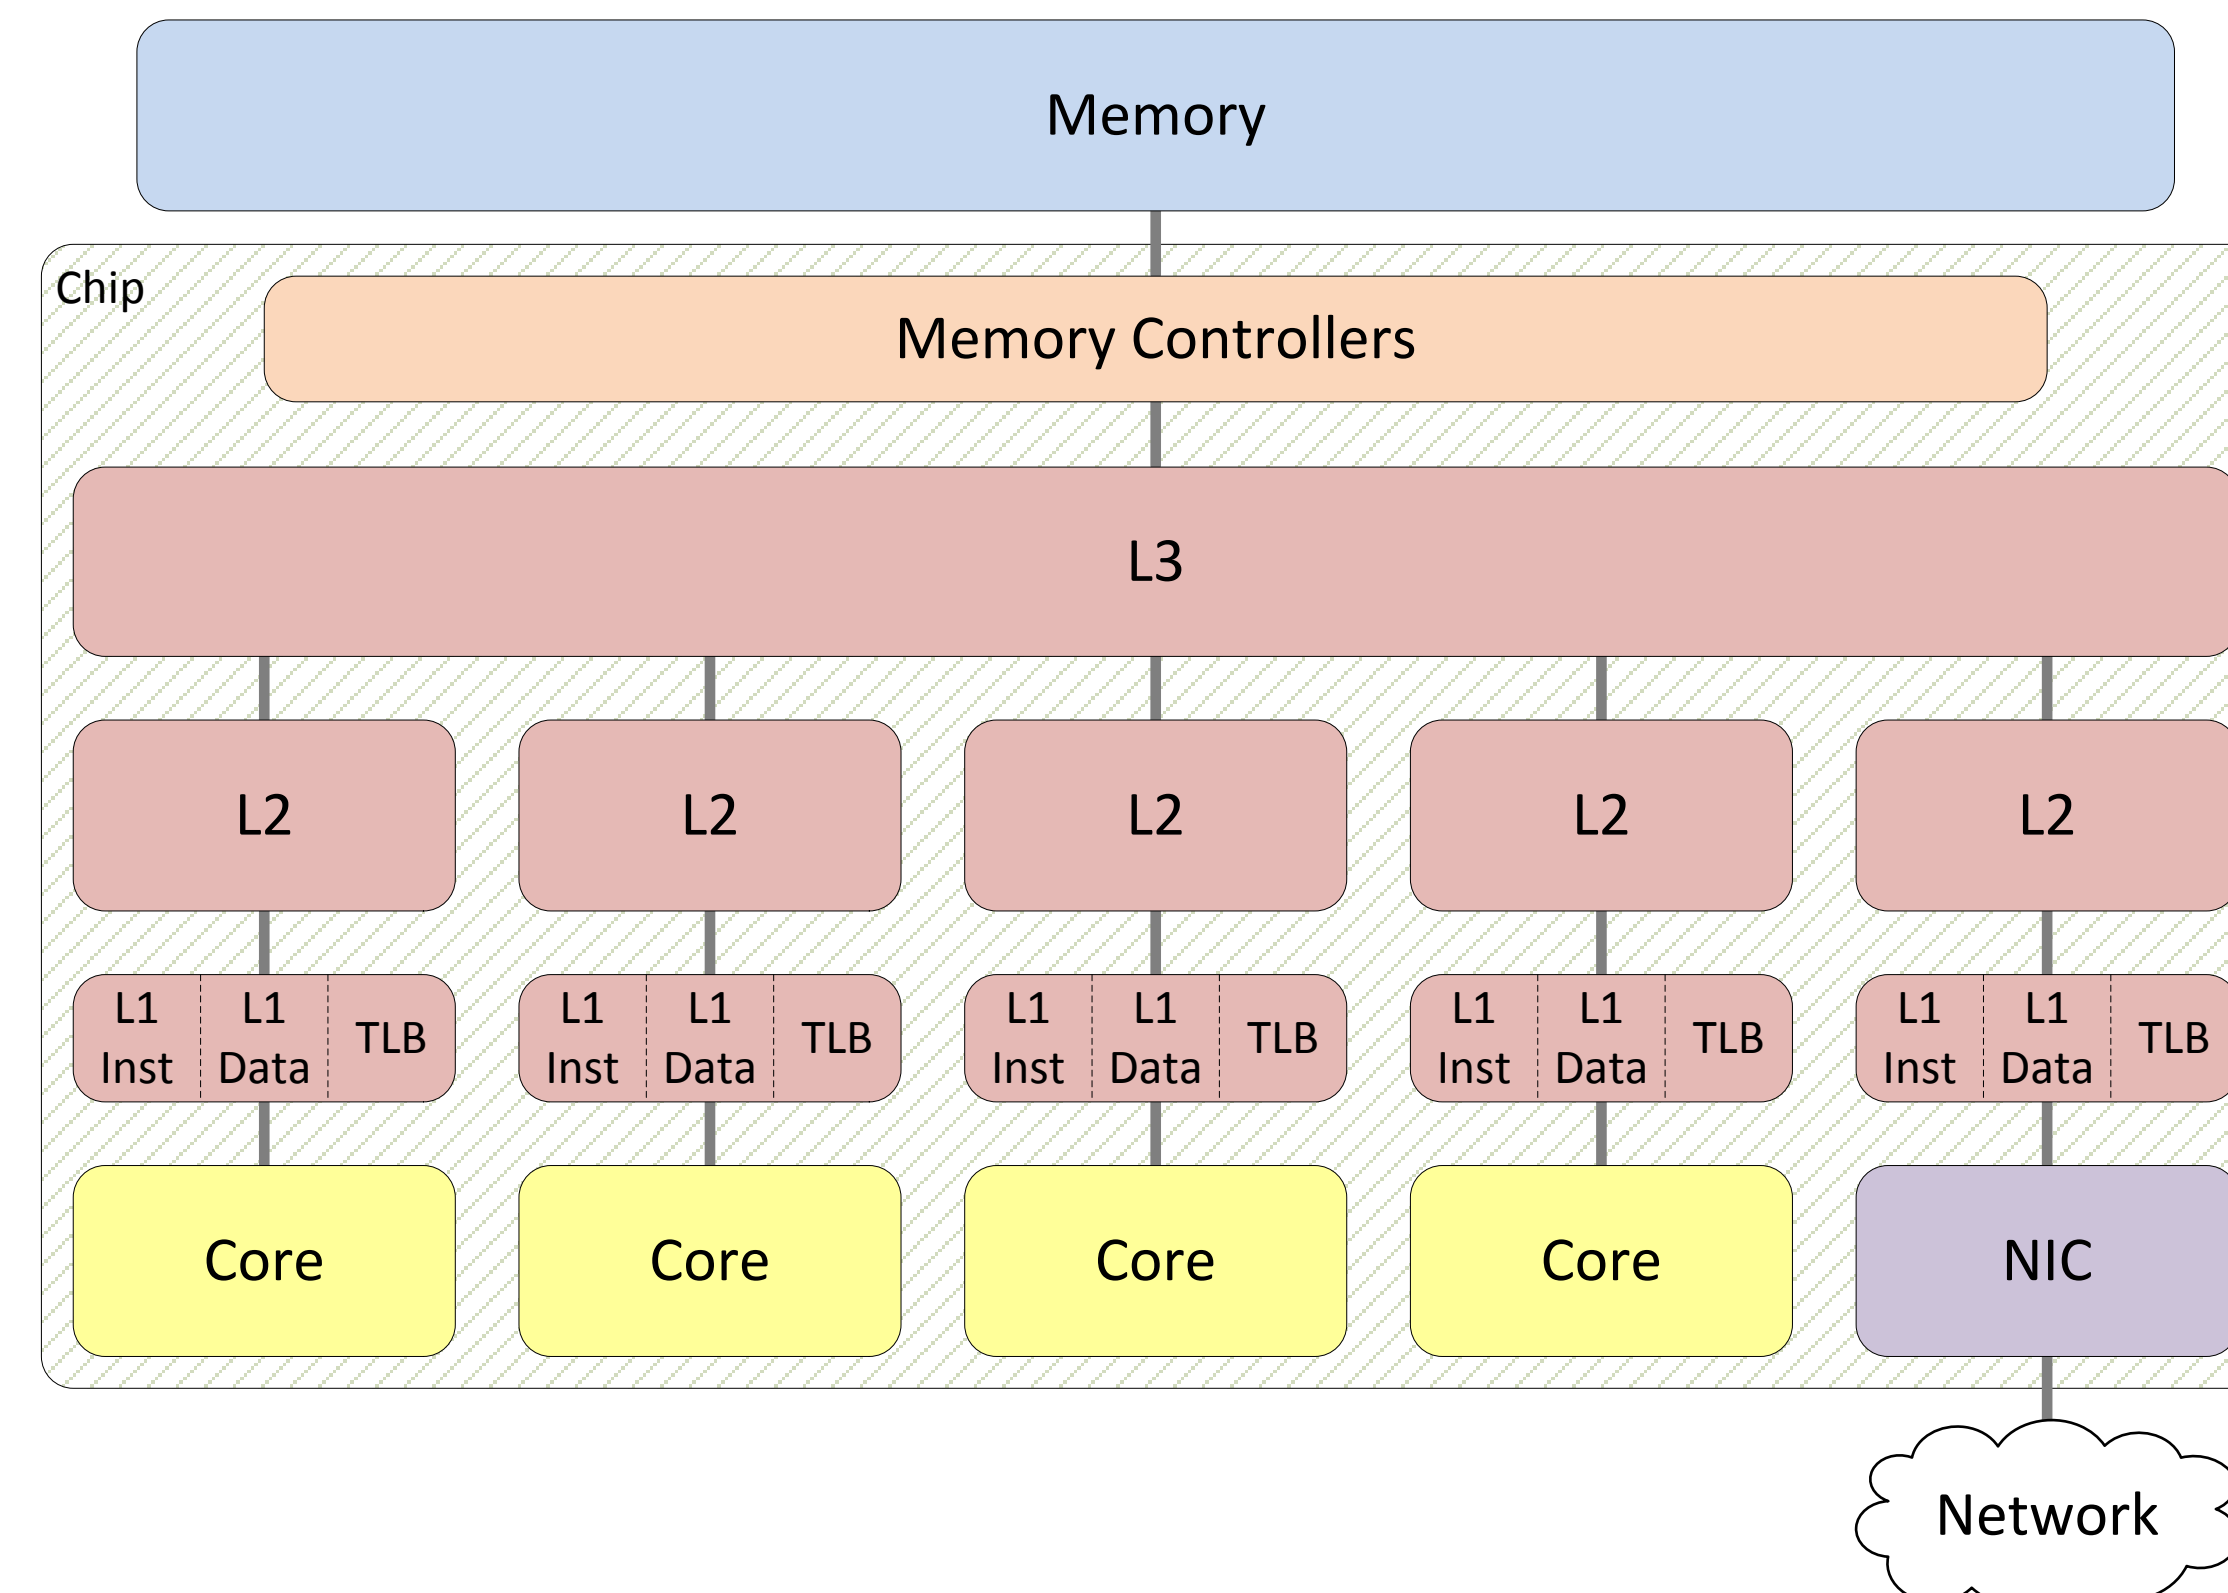 Memory
Chip
Memory Controllers
L3
L2 L2 L2 L2 L2
L1 L1 L1 L1 L1 L1 L1 L1 L1 L1
TLB TLB TLB TLB TLB
Inst Data Inst Data Inst Data Inst Data Inst Data
Core Core Core Core NIC
Network